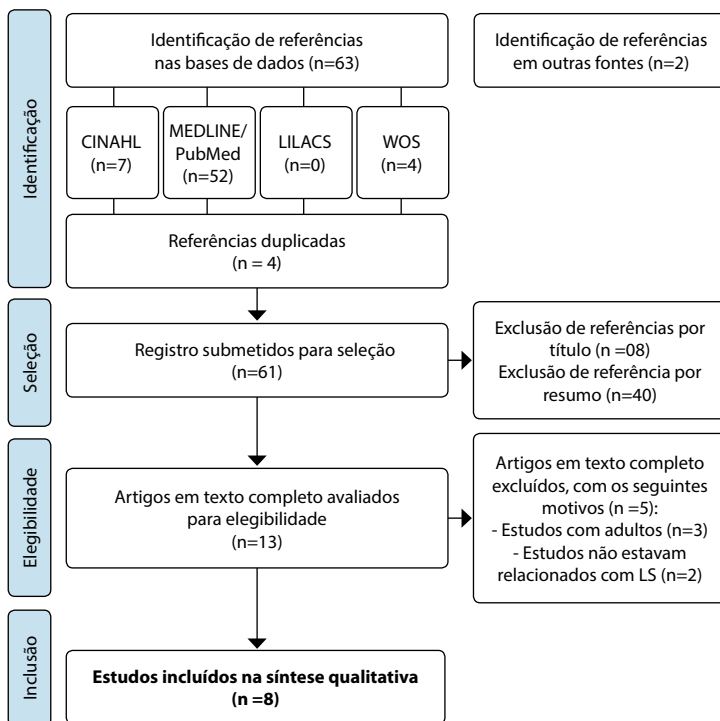 Identificação
Identificação de referências
nas bases de dados (n=63)
Identificação de referências
em outras fontes (n=2)
CINAHL
(n=7)
MEDLINE/
PubMed
(n=52)
LILACS
(n=0)
WOS
(n=4)
Referências duplicadas
(n = 4)
Seleção
Registro submetidos para seleção
(n=61)
Exclusão de referências por
título (n =08)
Exclusão de referência por
resumo (n=40)
Elegibilidade
Artigos em texto completo avaliados
para elegibilidade
(n=13)
Artigos em texto completo
excluídos, com os seguintes
motivos (n =5):
- Estudos com adultos (n=3)
- Estudos não estavam
relacionados com LS (n=2)
Inclusão
Estudos incluídos na síntese qualitativa
(n =8)